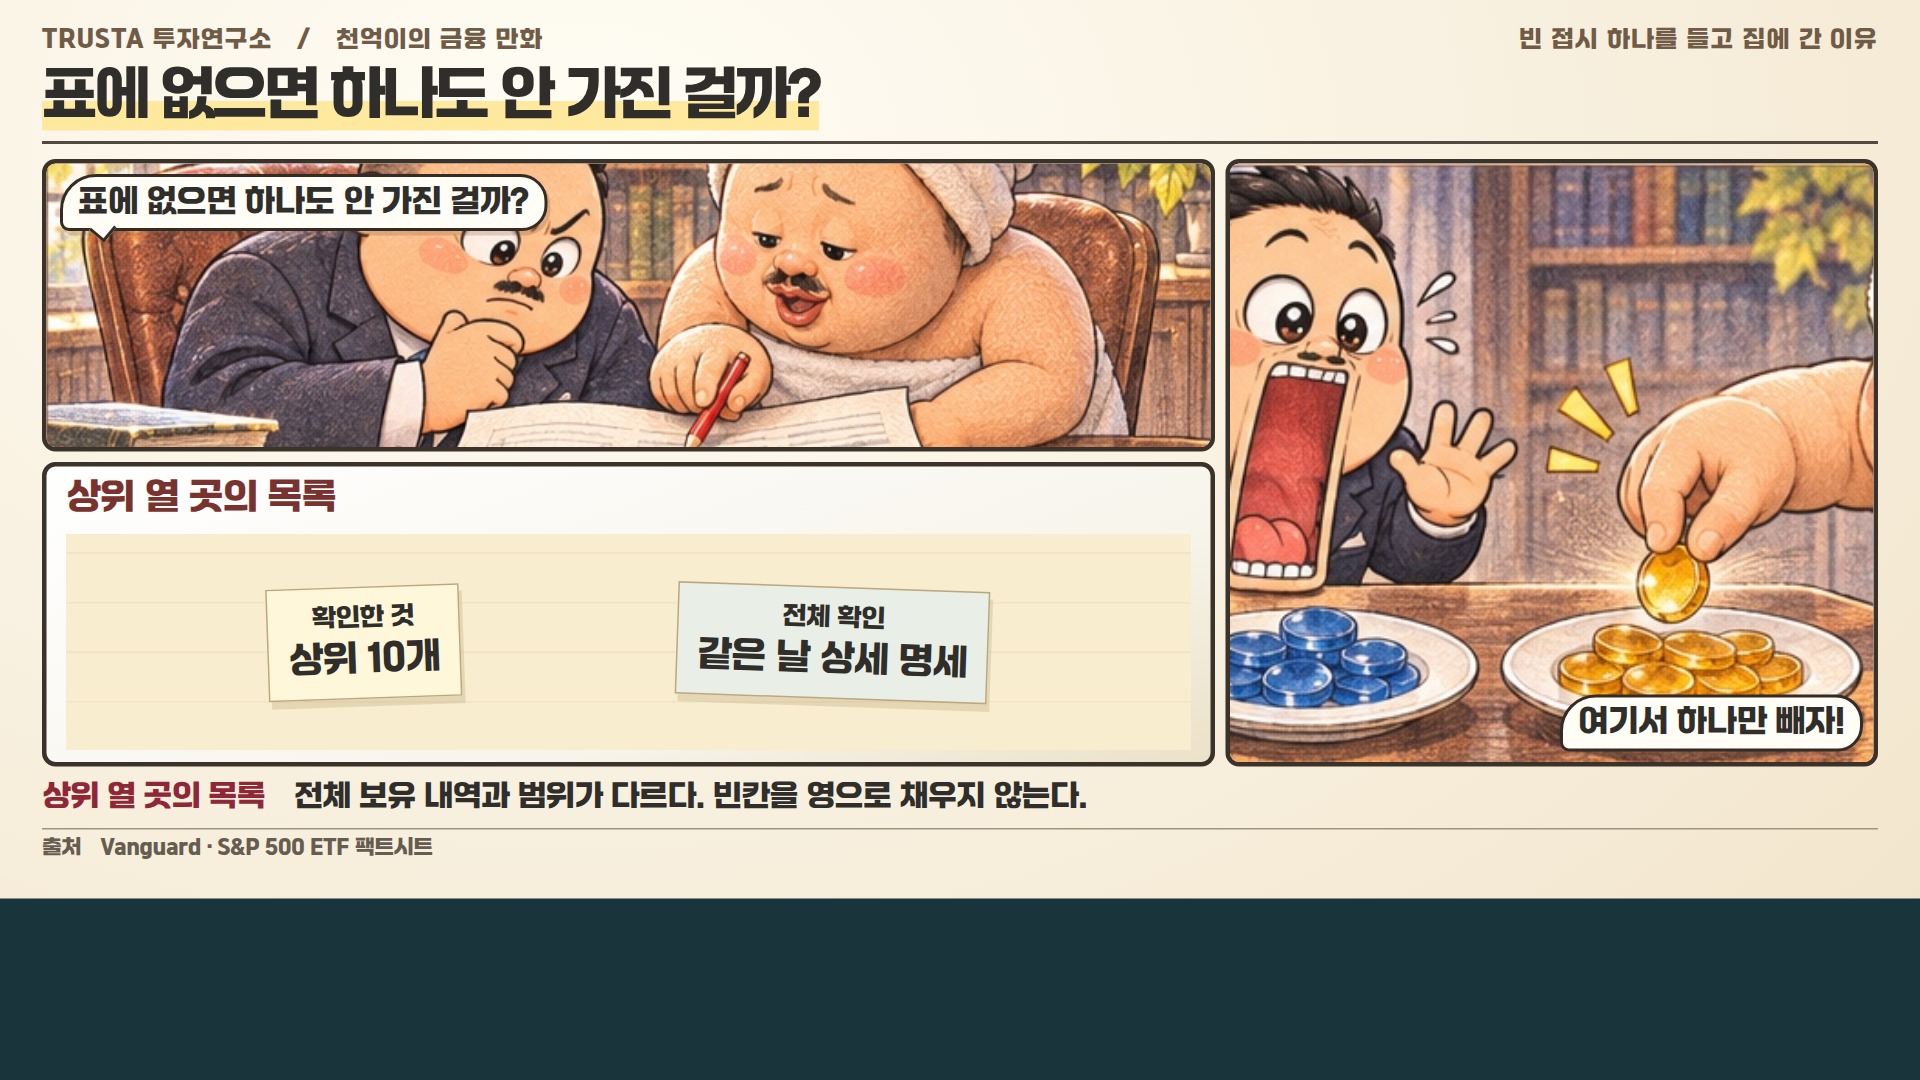 TRUSTA 투자연구소 / 천억이의 금융 만화
빈 접시 하나를 들고 집에 간 이유
표에 없으면 하나도 안 가진 걸까?
표에 없으면 하나도 안 가진 걸까?
상위 열 곳의 목록
확인한 것
상위 10개
전체 확인
같은 날 상세 명세
여기서 하나만 빼자!
상위 열 곳의 목록 전체 보유 내역과 범위가 다르다. 빈칸을 영으로 채우지 않는다.
출처 Vanguard · S&P 500 ETF 팩트시트